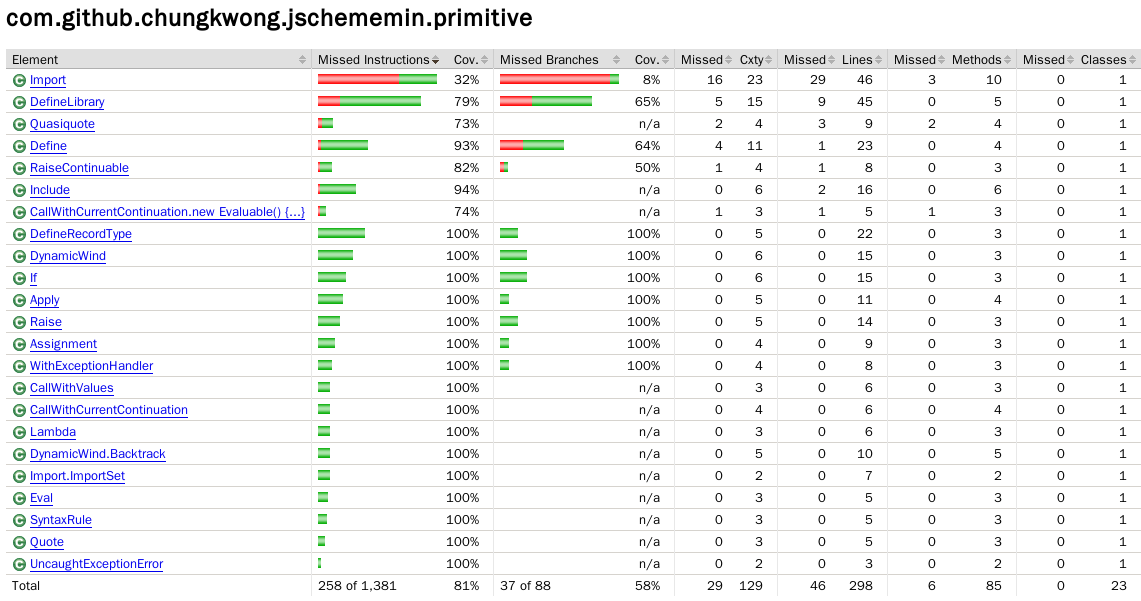 com.github.chungkwong.jschememin.primitive
Element Missed Instructions Cov. Missed Branches Cov. Missed Cxty Missed Lines Missed Methods Missed Classes
Import 32% 8% 16 23 29 46 3 10 0 1
DefineLibrary 79% 65% 5 15 9 45 0 5 0 1
Quasiquote 73% n/a 2 4 3 9 2 4 0 1
Define 93% 64% 4 11 1 23 0 4 0 1
RaiseContinuable 82% 50% 1 4 1 8 0 3 0 1
Include 94% n/a 0 6 2 16 0 6 0 1
CallWithCurrentContinuation.new Evaluable() {...} 74% n/a 1 3 1 5 1 3 0 1
DefineRecordType 100% 100% 0 5 0 22 0 3 0 1
DynamicWind 100% 100% 0 6 0 15 0 3 0 1
If 100% 100% 0 6 0 15 0 3 0 1
Apply 100% 100% 0 5 0 11 0 4 0 1
Raise 100% 100% 0 5 0 14 0 3 0 1
Assignment 100% 100% 0 4 0 9 0 3 0 1
WithExceptionHandler 100% 100% 0 4 0 8 0 3 0 1
CallWithValues 100% n/a 0 3 0 6 0 3 0 1
CallWithCurrentContinuation 100% n/a 0 4 0 6 0 4 0 1
Lambda 100% n/a 0 3 0 6 0 3 0 1
DynamicWind.Backtrack 100% n/a 0 5 0 10 0 5 0 1
Import.ImportSet 100% n/a 0 2 0 7 0 2 0 1
Eval 100% n/a 0 3 0 5 0 3 0 1
SyntaxRule 100% n/a 0 3 0 5 0 3 0 1
Quote 100% n/a 0 3 0 5 0 3 0 1
UncaughtExceptionError 100% n/a 0 2 0 3 0 2 0 1
Total 258 of 1,381 81% 37 of 88 58% 29 129 46 298 6 85 0 23